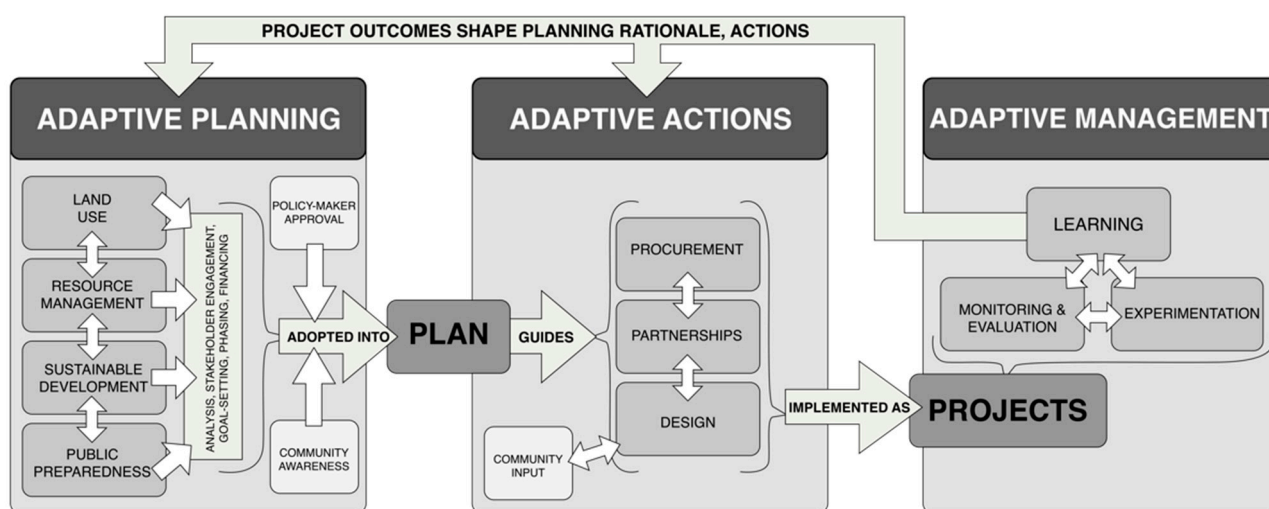 PROJECT OUTCOMES SHAPE PLANNING RATIONALE, ACTIONS
ADAPTIVE PLANNING
LAND
USE
RESOURCE
MANAGEMENT
SUSTAINABLE
DEVELOPMENT
PUBLIC
PREPAREDNESS
ANALYSIS, STAKEHOLDER ENGAGEMENT,
GOAL-SETTING, PHASING, FINANCING
POLICY-MAKER
APPROVAL
ADOPTED INTO
COMMUNITY
AWARENESS
PLAN
GUIDES
ADAPTIVE ACTIONS
PROCUREMENT
PARTNERSHIPS
DESIGN
COMMUNITY
INPUT
IMPLEMENTED AS
ADAPTIVE MANAGEMENT
LEARNING
MONITORING &
EVALUATION
EXPERIMENTATION
PROJECTS